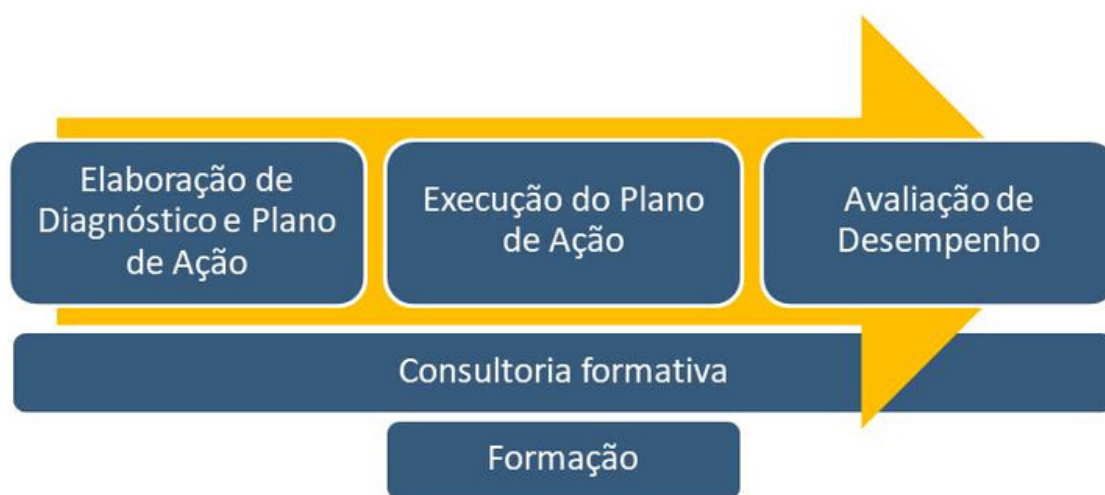 Elaboração de
Diagnóstico e Plano
de Ação
Execução do Plano
de Ação
Avaliação de
Desempenho
Consultoria formativa
Formação